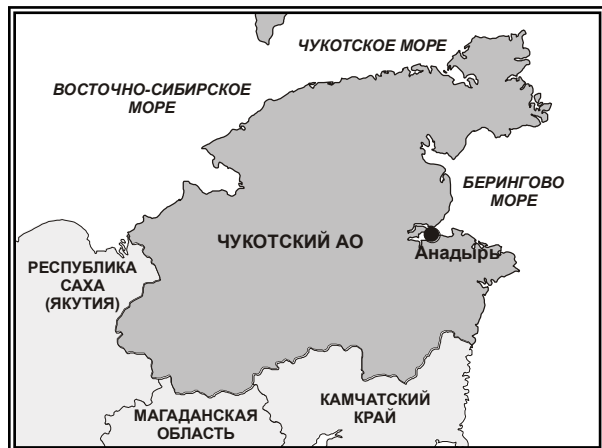 ЧУКОТСКОЕ МОРЕ
ВОСТОЧНО-СИБИРСКОЕ
МОРЕ
БЕРИНГОВО
МОРЕ
ЧУКОТСКИЙ АО
Анадырь
РЕСПУБЛИКА
САХА
(ЯКУТИЯ)
КАМЧАТСКИЙ
КРАЙ
МАГАДАНСКАЯ
ОБЛАСТЬ